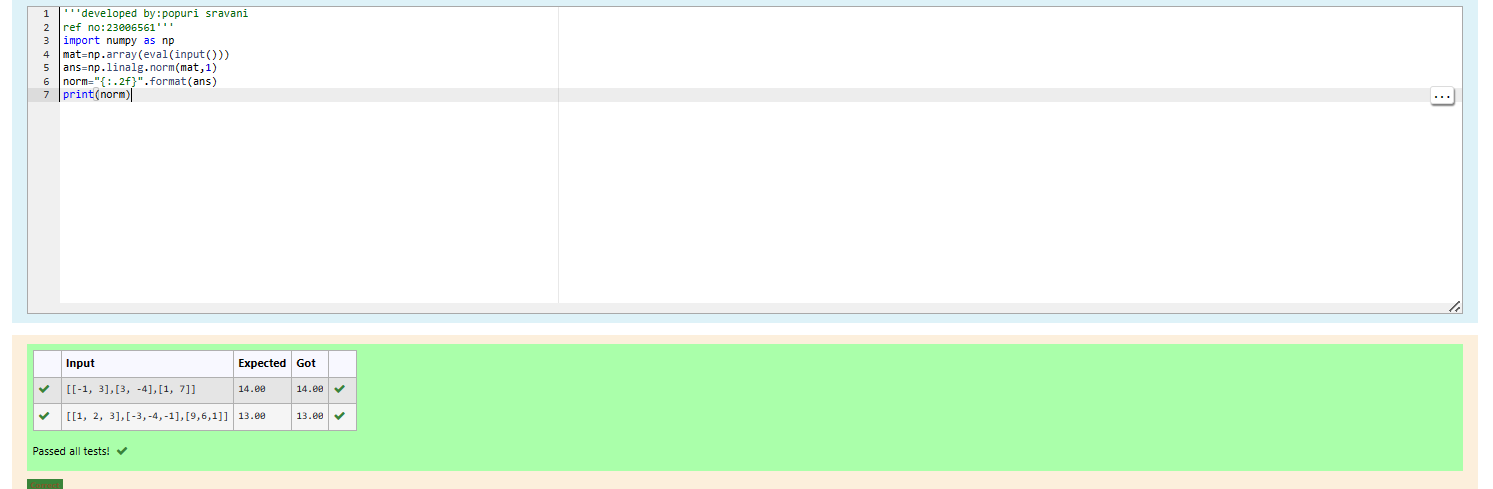 1 '''developed by:popuri sravani
2 ref no:23006561'''
3 import numpy as np
4 mat=np.array(eval(input()))
5 ans=np.linalg.norm(mat,1)
6 norm="{:.2f}".format(ans)
7 print(norm)
...
Input Expected Got
[[-1, 3],[3, -4],[1, 7]] 14.00 14.00
[[1, 2, 3],[-3,-4,-1],[9,6,1]] 13.00 13.00
Passed all tests!